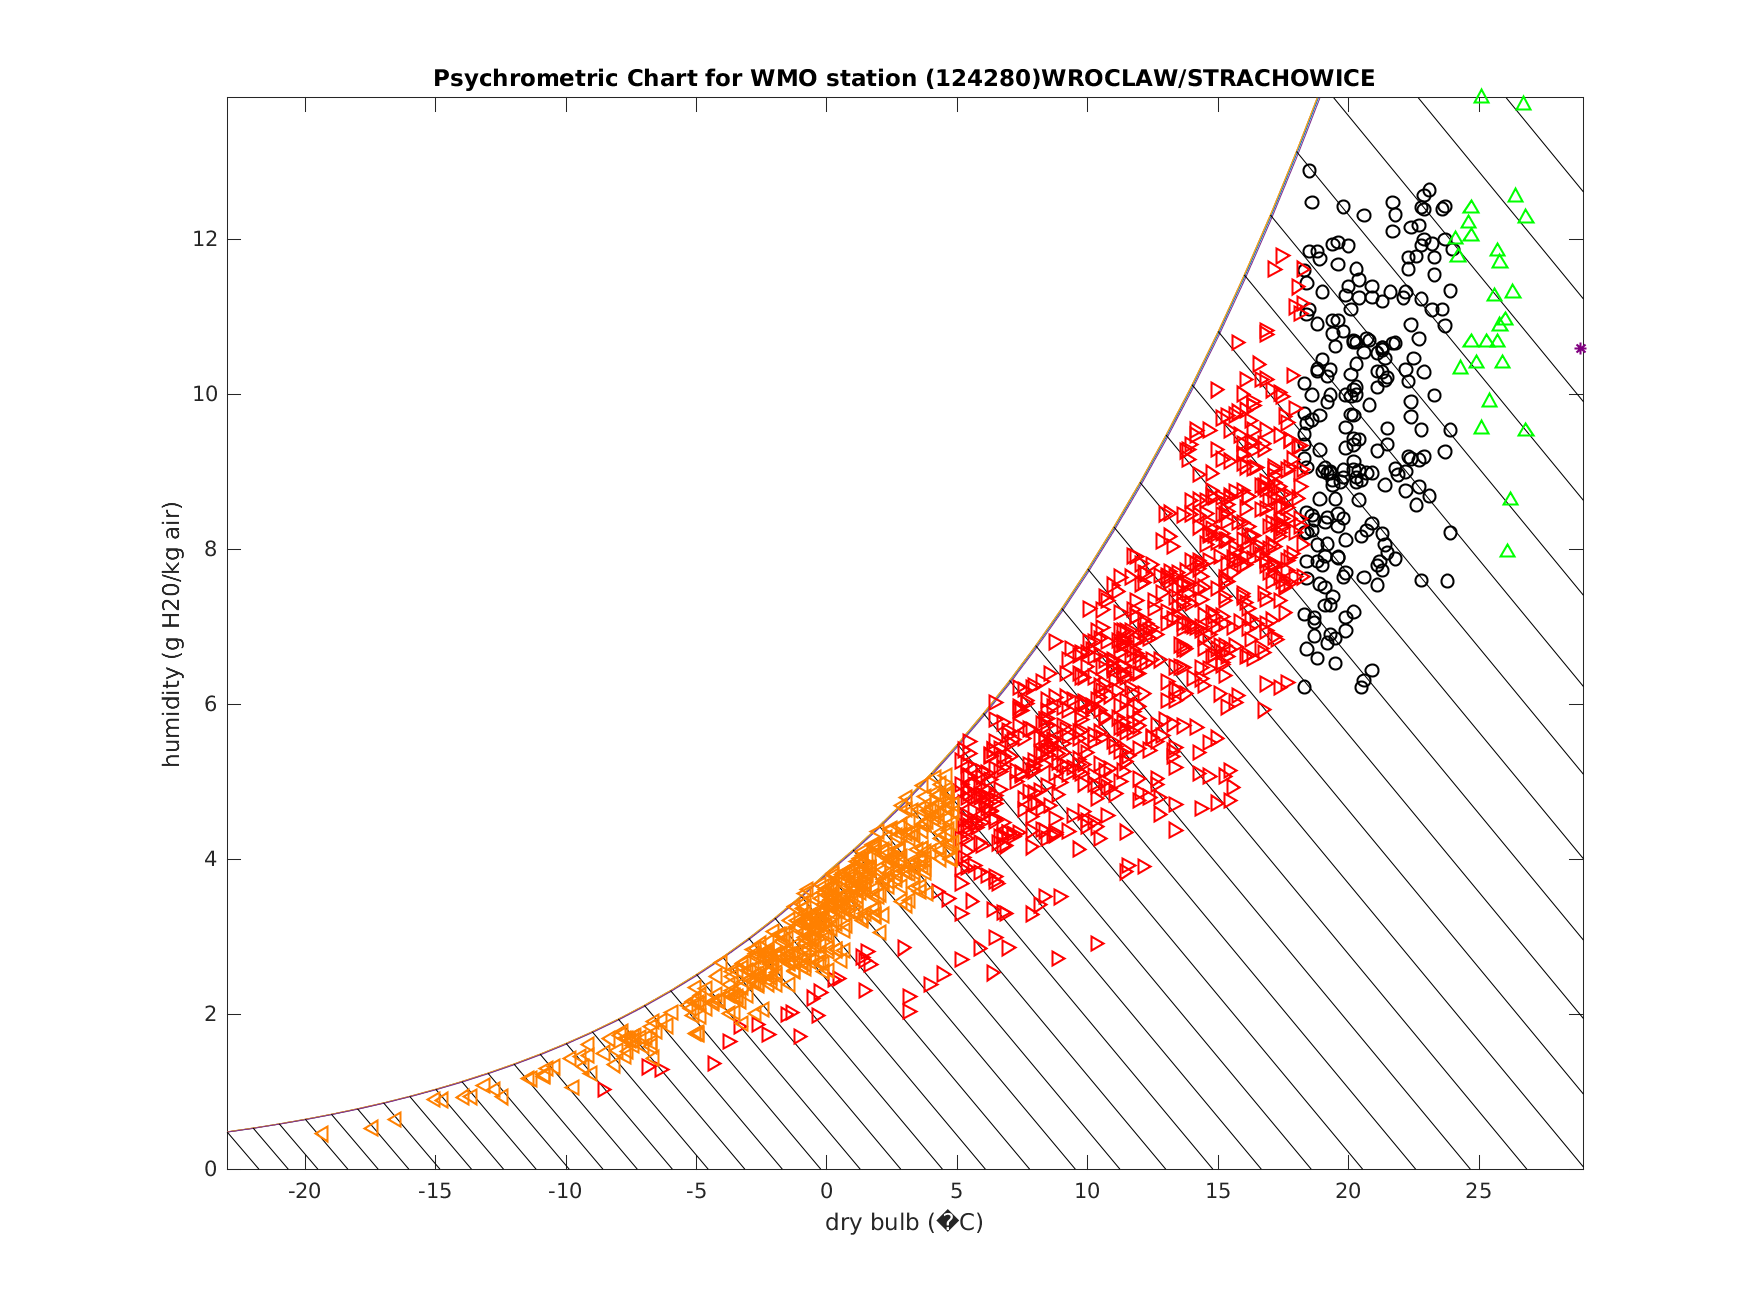 Psychrometric Chart for WMO station (124280)WROCLAW/STRACHOWICE
12
10
8
6
4
2
0
humidity (g H20/kg air)
-20 -15 -10 -5 0 5 10 15 20 25
dry bulb (�C)